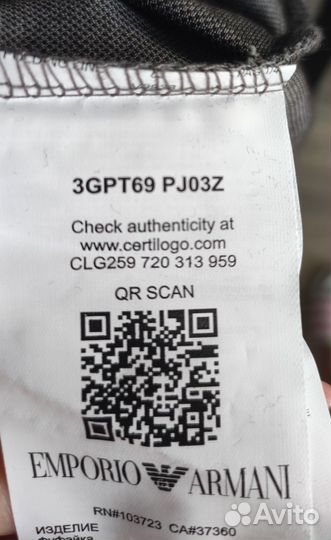 3GPT69 PJ03Z
Check authenticity at
www.certilogo.com
CLG259 720 313 959
QR SCAN
EMPORIO ARMANI
RN#103723 CA#37360
ИЗДЕЛИЕ
фуфайка
Avito